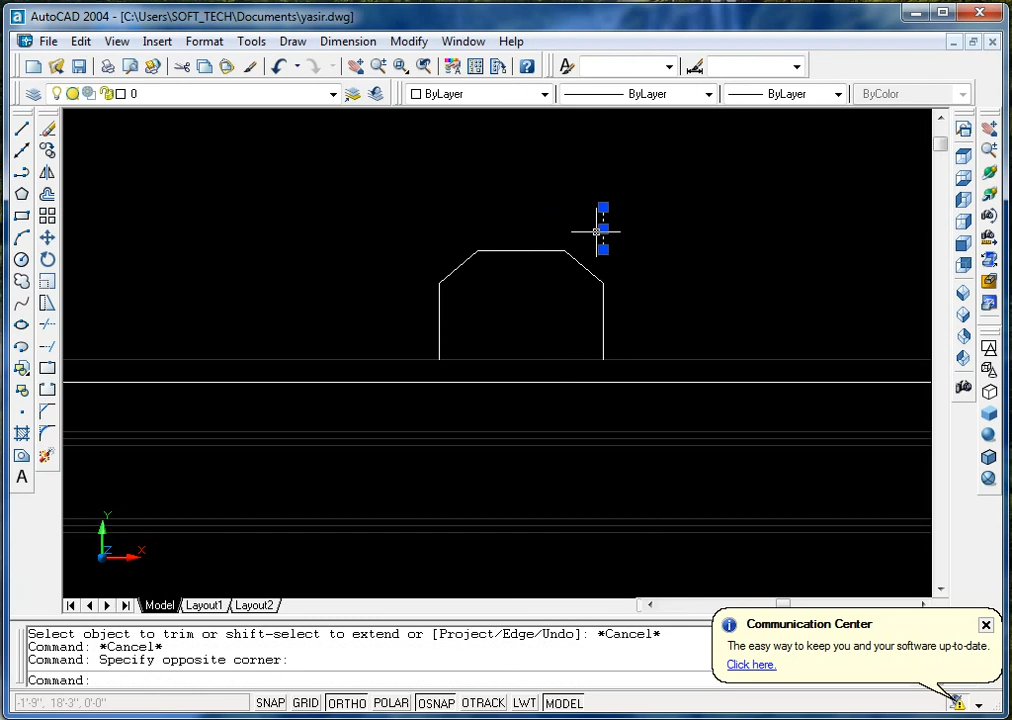 AutoCAD 2004 - [C:\Users\SOFT_TECH\Documents\yasir.dwg]
File Edit View Insert Format Tools Draw Dimension Modify Window Help
0 ByLayer ByLayer ByLayer ByColor
A
Y
Z X
Model Layout1 Layout2
Select object to trim or shift-select to extend or [Project/Edge/Undo]: *Cancel*
Command: *Cancel*
Command: Specify opposite corner:
Command:
Communication Center
The easy way to keep you and your software up-to-date.
Click here.
-1'-9", 18'-3", 0'-0" SNAP GRID ORTHO POLAR OSNAP OTRACK LWT MODEL